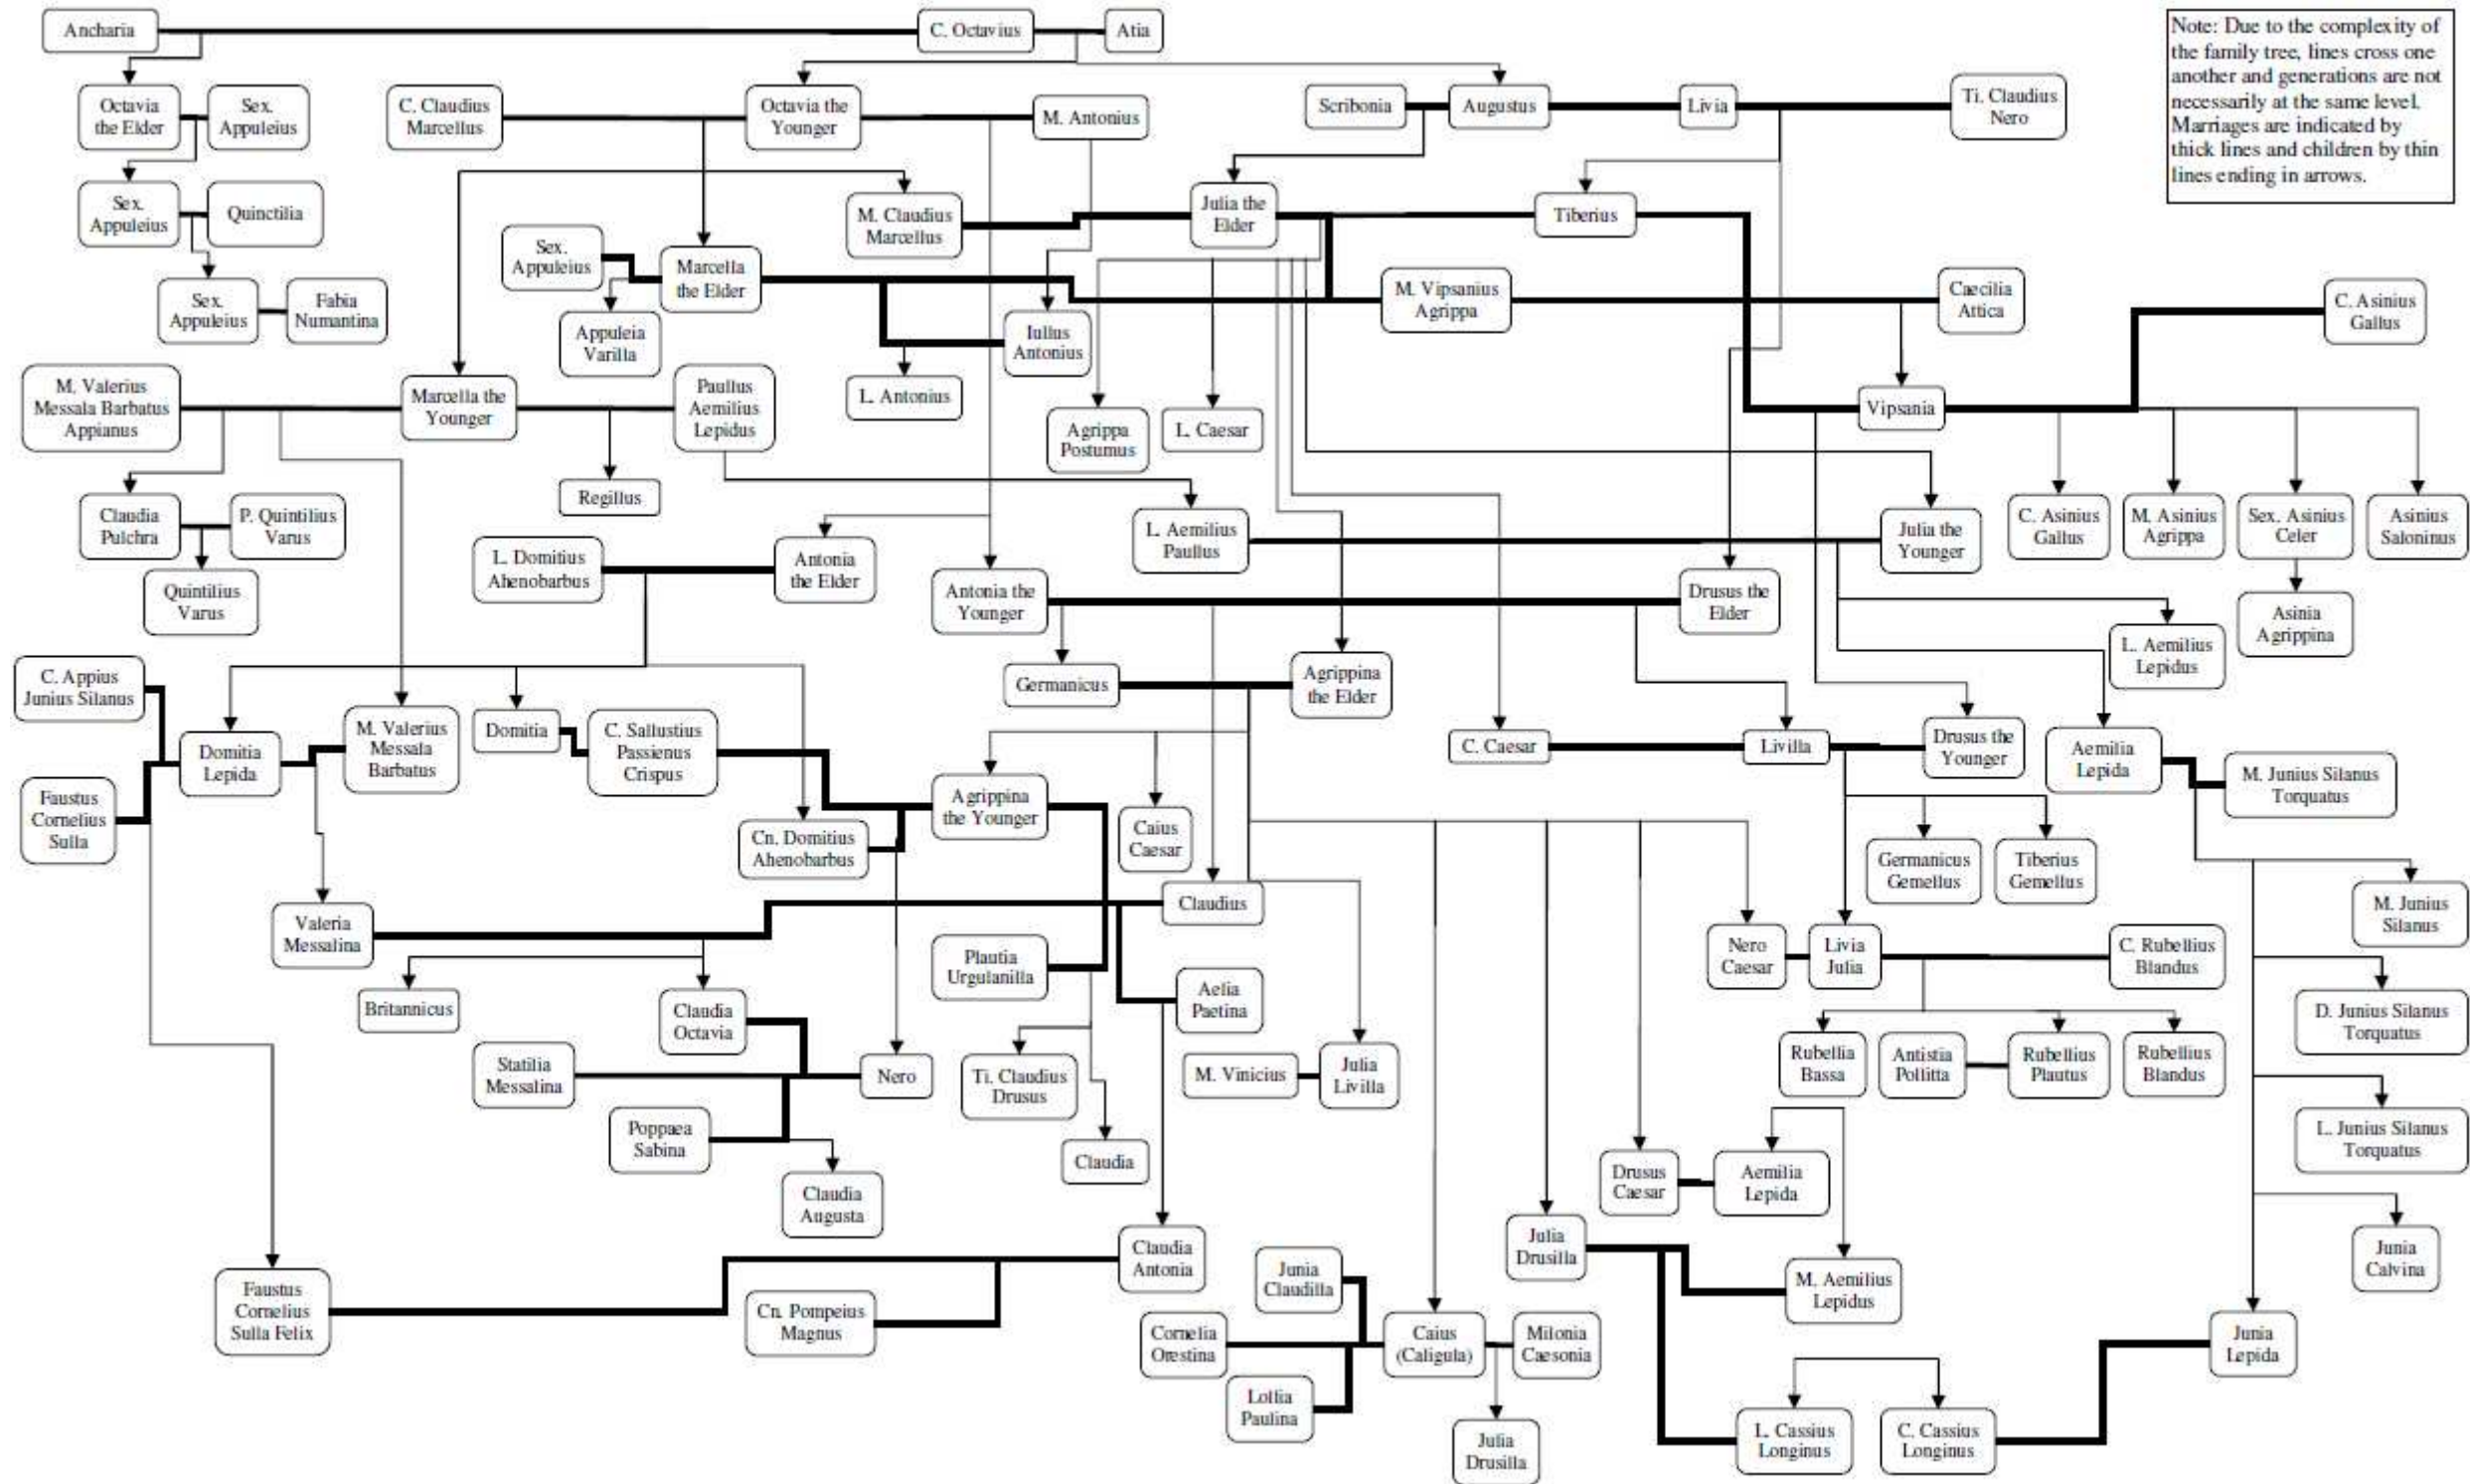 Ancharia
C. Octavius
Atia
Note: Due to the complexity of
the family tree, lines cross one
another and generations are not
necessarily at the same level.
Marriages are indicated by
thick lines and children by thin
lines ending in arrows.
Octavia
the Elder
Sex.
Appuleius
C. Claudius
Marcellus
Octavia the
Younger
M. Antonius
Scribonia
Augustus
Livia
Ti. Claudius
Nero
Sex.
Appuleius
Quinctilia
M. Claudius
Marcellus
Julia the
Elder
Tiberius
Sex.
Appuleius
Marcella
the Elder
Sex.
Appuleius
Fabia
Numantina
Appuleia
Varilla
Iullus
Antonius
M. Vipsanius
Agrippa
Caecilia
Attica
C. Asinius
Gallus
M. Valerius
Messala Barbatus
Appianus
Marcella the
Younger
Paullus
Aemilius
Lepidus
L. Antonius
Agrippa
Postumus
L. Caesar
Vipsania
Regillus
Claudia
Pulchra
P. Quintilius
Varus
L. Aemilius
Paullus
Julia the
Younger
C. Asinius
Gallus
M. Asinius
Agrippa
Sex. Asinius
Celer
Asinius
Saloninus
Quintilius
Varus
L. Domitius
Ahenobarbus
Antonia
the Elder
Antonia the
Younger
Drusus the
Elder
Asinia
Agrippina
L. Aemilius
Lepidus
C. Appius
Junius Silanus
Germanicus
Agrippina
the Elder
Domitia
Lepida
M. Valerius
Messala
Barbatus
Domitia
C. Sallustius
Passienus
Crispus
C. Caesar
Livilla
Drusus the
Younger
Aemilia
Lepida
M. Junius Silanus
Torquatus
Faustus
Cornelius
Sulla
Cn. Domitius
Ahenobarbus
Agrippina
the Younger
Caius
Caesar
Germanicus
Gemellus
Tiberius
Gemellus
Valeria
Messalina
Claudius
M. Junius
Silanus
Plautia
Urgulanilla
Nero
Caesar
Livia
Julia
C. Rubellius
Blandus
Britannicus
Claudia
Octavia
Aelia
Paetina
D. Junius Silanus
Torquatus
Statilia
Messalina
Nero
Ti. Claudius
Drusus
M. Vinicius
Julia
Livilla
Rubellia
Bassa
Antistia
Pollitta
Rubellius
Plautus
Rubellius
Blandus
Poppaea
Sabina
Claudia
L. Junius Silanus
Torquatus
Claudia
Augusta
Drusus
Caesar
Aemilia
Lepida
Claudia
Antonia
Julia
Drusilla
Junia
Calvina
Faustus
Cornelius
Sulla Felix
Cn. Pompeius
Magnus
Junia
Claudilla
M. Aemilius
Lepidus
Cornelia
Orestina
Caius
(Caligula)
Milonia
Caesonia
Junia
Lepida
Lollia
Paulina
Julia
Drusilla
L. Cassius
Longinus
C. Cassius
Longinus